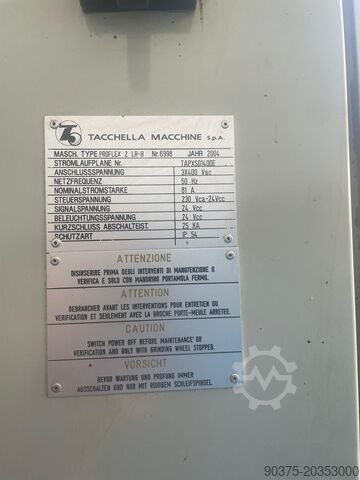 TACCHELLA MACCHINE S.p.A.
MASCH. TYPE PROFLEX 2 LR-B Nr. 6998 JAHR 2004
STROMLAUFPLANE Nr. TAPXS01400E
ANSCHLUSSSPANNUNG 3X400 Vac
NETZFREQUENZ 50 Hz
NOMINALSTROMSTARKE 81 A
STEUERSPANNUNG 230 Vca-24Vcc
SIGNALSPANNUNG 24 Vcc
BELEUCHTUNGSSPANNUNG 24 Vcc
KURZSCHLUSS ABSCHALTEIST. 25 KA
SCHUTZART IP 54
ATTENZIONE
DISINSERIRE PRIMA DEGLI INTERVENTI DI MANUTENZIONE O
VERIFICA E SOLO CON MANDRINO PORTAMOLA FERMO.
ATTENTION
DEBRANCHER AVANT LES INTERVENTIONS POUR ENTRETIEN OU
VERIFICATION ET SEULEMENT AVEC LA BROCHE PORTE-MEULE ARRETEE.
CAUTION
SWITCH POWER OFF BEFORE MAINTENANCE OR
VERIFICATION AND ONLY WITH GRINDING WHEEL STOPPED.
VORSICHT
BEVOR WARTUNG UND PRÜFUNG IMMER
ABSCHALTEN UND NUR MIT RUHIGEM SCHLEIFSPINDEL.
90375-20353000